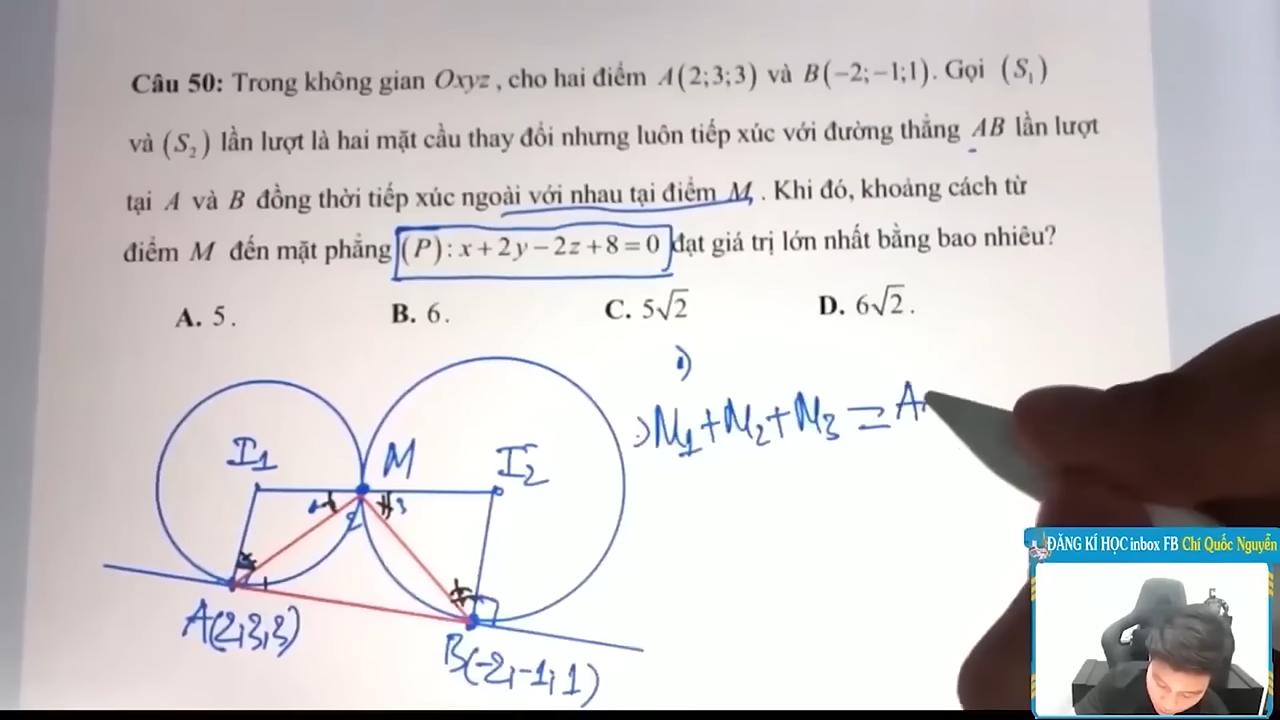 Câu 50: Trong không gian Oxyz, cho hai điểm A(2;3;3) và B(−2;−1;1). Gọi (S₁)
và (S₂) lần lượt là hai mặt cầu thay đổi nhưng luôn tiếp xúc với đường thẳng AB lần lượt
tại A và B đồng thời tiếp xúc ngoài với nhau tại điểm M. Khi đó, khoảng cách từ
điểm M đến mặt phẳng (P): x+2y−2z+8=0 đạt giá trị lớn nhất bằng bao nhiêu?
A. 5. B. 6. C. 5√2 D. 6√2.
M₁+M₂+M₃ = A
I₁ M I₂
2 3
A(2,3,3)
B(-2,-1,1)
ĐĂNG KÍ HỌC inbox FB Chí Quốc Nguyễn